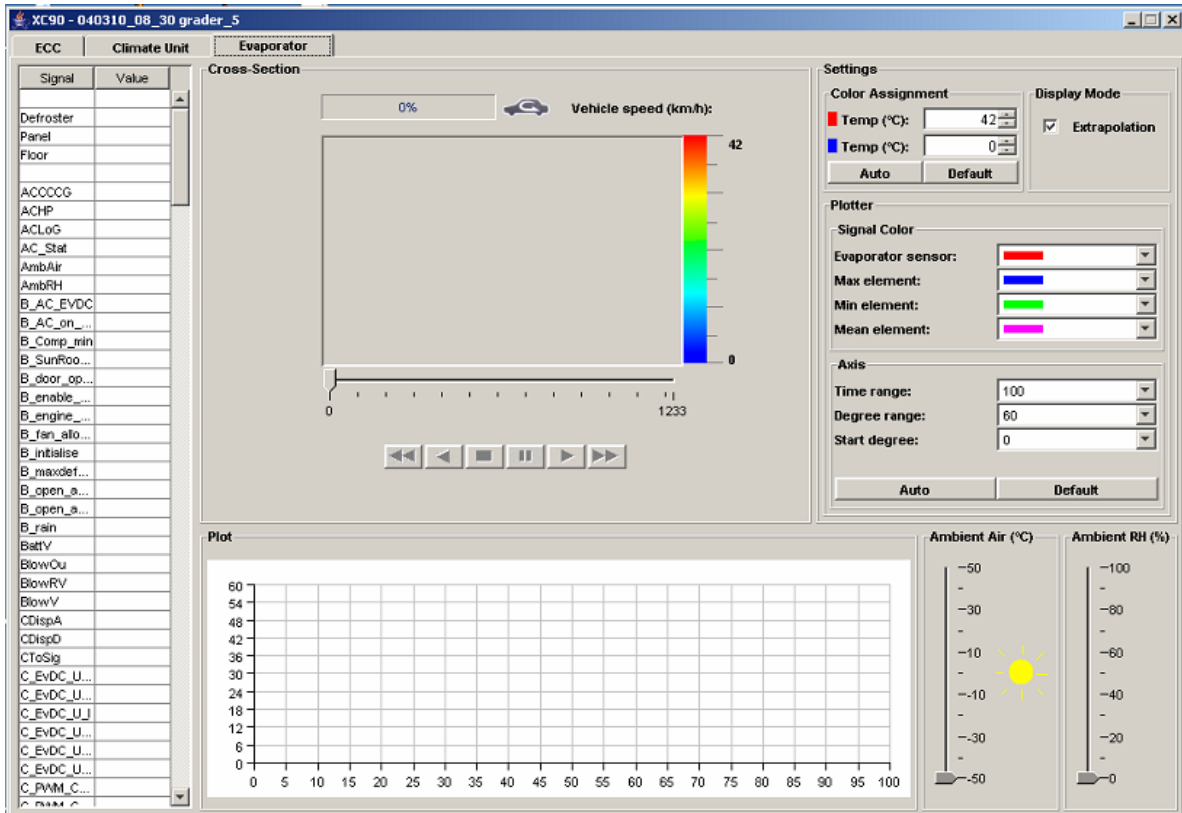 XC90 - 040310_08_30 grader_5
ECC
Climate Unit
Evaporator
Signal Value
Defroster
Panel
Floor
ACCCCG
ACHP
ACLoG
AC_Stat
AmbAir
AmbRH
B_AC_EVDC
B_AC_on_...
B_Comp_min
B_SunRoo...
B_door_op...
B_enable_...
B_engine_...
B_fan_allo...
B_initialise
B_maxdef...
B_open_a...
B_open_a...
B_rain
BattV
BlowOu
BlowRV
BlowV
CDispA
CDispD
CToSig
C_EvDC_U...
C_EvDC_U...
C_EvDC_U_I
C_EvDC_U...
C_EvDC_U...
C_EvDC_U...
C_PWM_C...
Cross-Section
0%
Vehicle speed (km/h):
42
0
0 1233
Settings
Color Assignment
Temp (°C): 42
Temp (°C): 0
Auto Default
Display Mode
Extrapolation
Plotter
Signal Color
Evaporator sensor:
Max element:
Min element:
Mean element:
Axis
Time range: 100
Degree range: 60
Start degree: 0
Auto Default
Plot
60
54
48
42
36
30
24
18
12
6
0
0 5 10 15 20 25 30 35 40 45 50 55 60 65 70 75 80 85 90 95 100
Ambient Air (°C)
50
30
10
-10
-30
-50
Ambient RH (%)
100
80
60
40
20
0